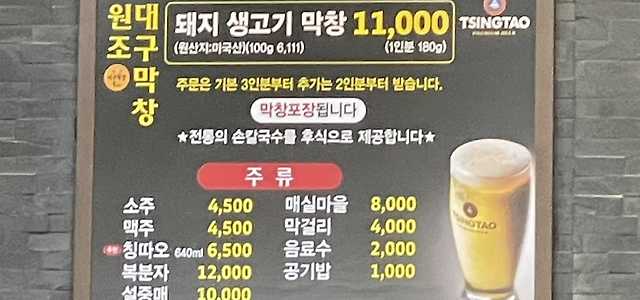 원조
대구막창
돼지 생고기 막창 11,000
(원산지:미국산)(100g 6,111) (1인분 180g)
TSINGTAO
주문은 기본 3인분부터 추가는 2인분부터 받습니다.
막창포장됩니다
★전통의 손칼국수를 후식으로 제공합니다★
주 류
소주 4,500 매실마을 8,000
맥주 4,500 막걸리 4,000
칭따오 640ml 6,500 음료수 2,000
복분자 12,000 공기밥 1,000
설중매 10,000
TSINGTAO